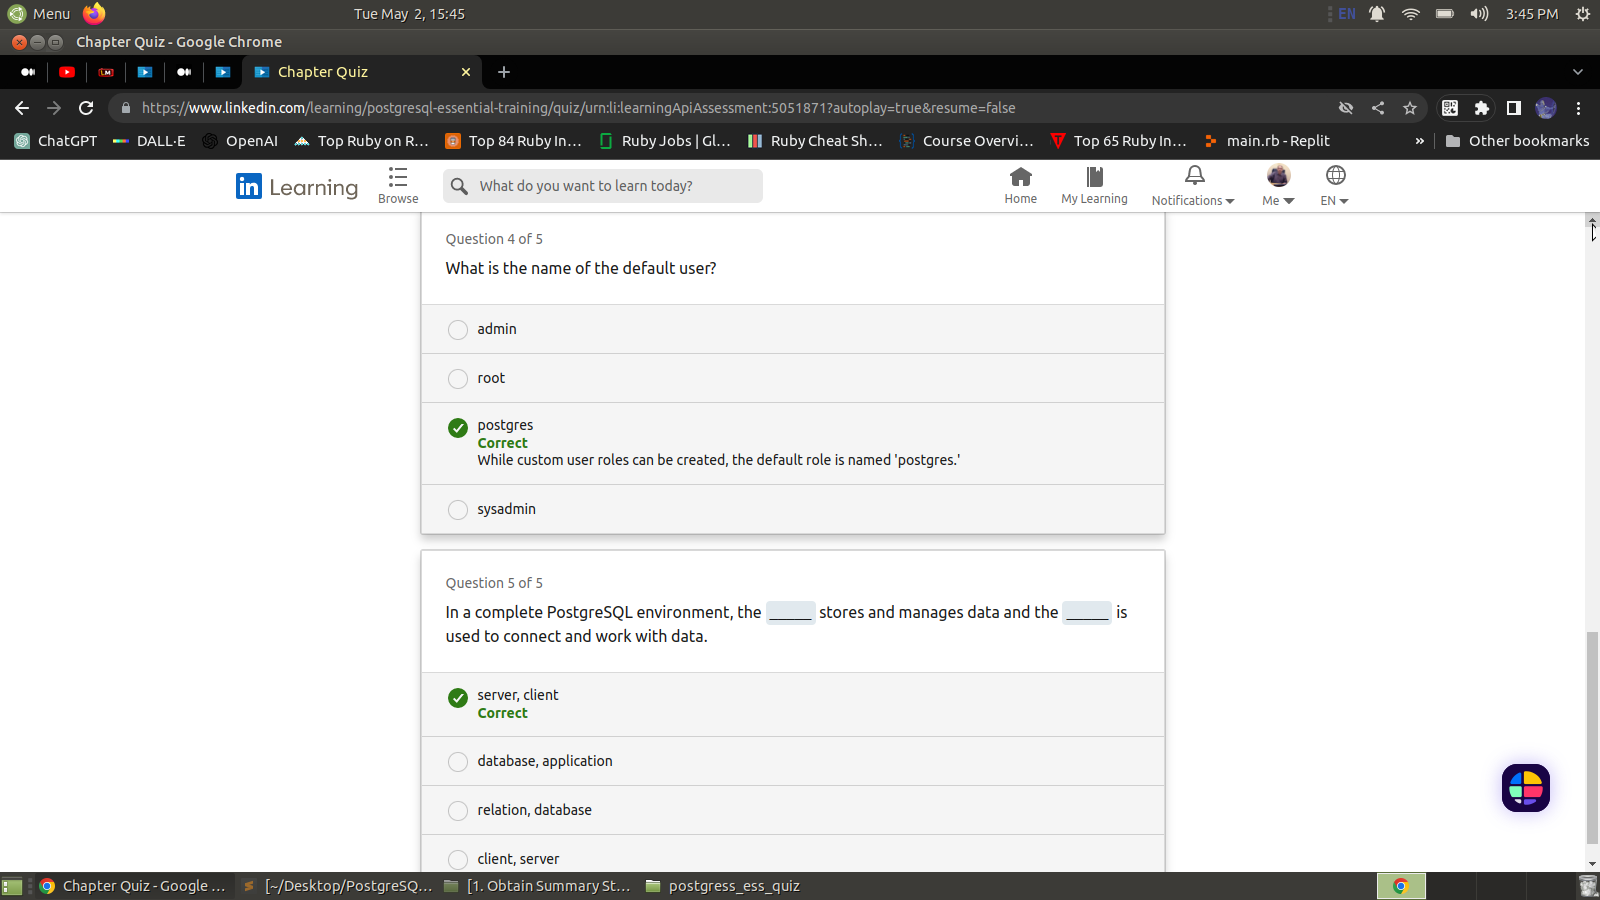 Menu
Tue May 2, 15:45
EN
3:45 PM
Chapter Quiz - Google Chrome
LM
Chapter Quiz
https://www.linkedin.com/learning/postgresql-essential-training/quiz/urn:li:learningApiAssessment:5051871?autoplay=true&resume=false
ChatGPT
DALL·E
OpenAI
Top Ruby on R...
Top 84 Ruby In...
Ruby Jobs | Gl...
Ruby Cheat Sh...
Course Overvi...
Top 65 Ruby In...
main.rb - Replit
»
Other bookmarks
in Learning
Browse
What do you want to learn today?
Home
My Learning
Notifications
Me
EN
Question 4 of 5
What is the name of the default user?
admin
root
postgres
Correct
While custom user roles can be created, the default role is named 'postgres.'
sysadmin
Question 5 of 5
In a complete PostgreSQL environment, the _____ stores and manages data and the _____ is
used to connect and work with data.
server, client
Correct
database, application
relation, database
client, server
Chapter Quiz - Google ...
[~/Desktop/PostgreSQ...
[1. Obtain Summary St...
postgress_ess_quiz